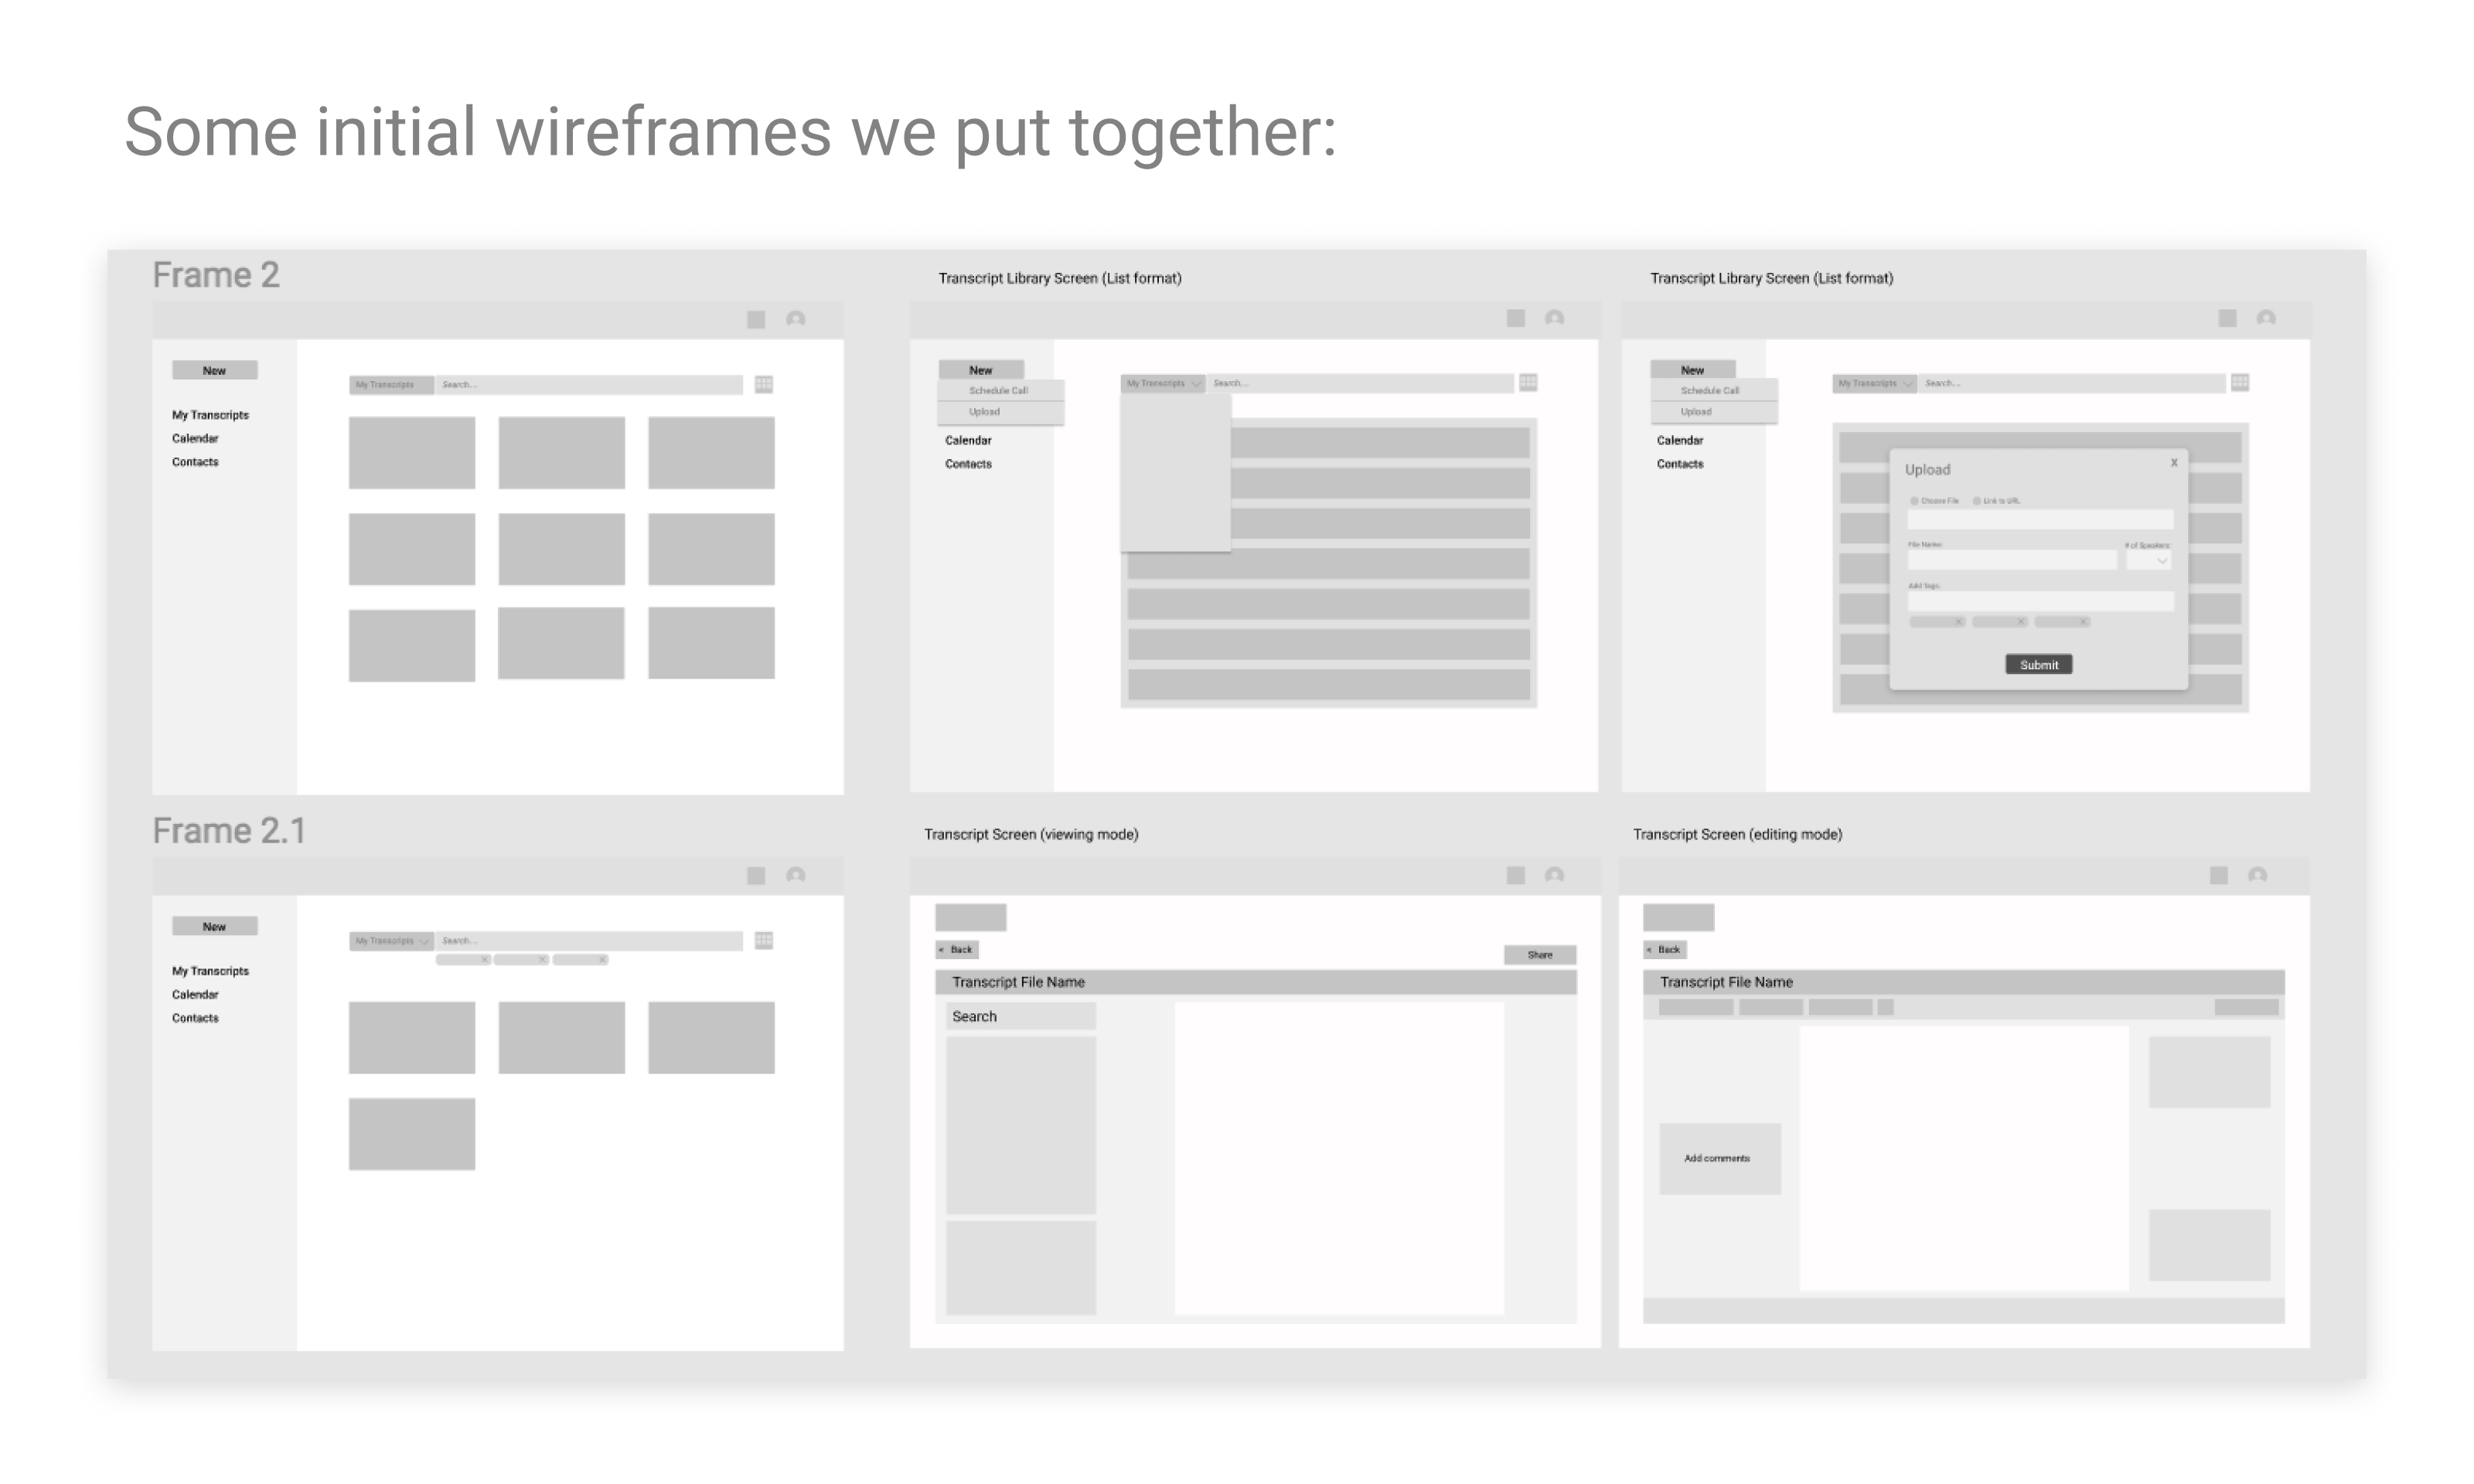 Some initial wireframes we put together:
Frame 2
New
My Transcripts
Calendar
Contacts
My Transcripts
Search...
Transcript Library Screen (List format)
New
Schedule Call
Upload
Calendar
Contacts
My Transcripts
Search...
Transcript Library Screen (List format)
New
Schedule Call
Upload
Calendar
Contacts
My Transcripts
Search...
Upload
X
Choose File
Link to URL
File Name:
# of Speakers:
Add Tags:
Submit
Frame 2.1
New
My Transcripts
Calendar
Contacts
My Transcripts
Search...
Transcript Screen (viewing mode)
< Back
Share
Transcript File Name
Search
Transcript Screen (editing mode)
< Back
Transcript File Name
Add comments